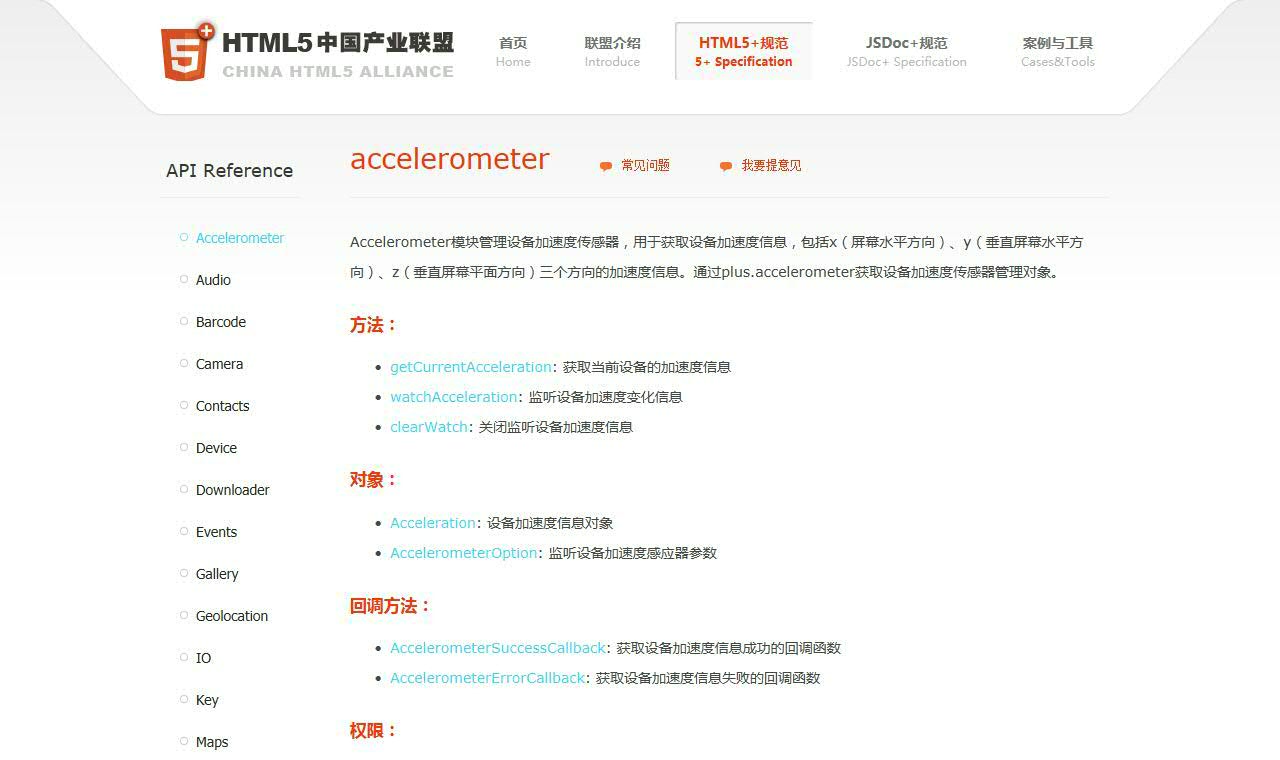 HTML5中国产业联盟
CHINA HTML5 ALLIANCE
首页
Home
联盟介绍
Introduce
HTML5+规范
5+ Specification
JSDoc+规范
JSDoc+ Specification
案例与工具
Cases&Tools
API Reference
Accelerometer
Audio
Barcode
Camera
Contacts
Device
Downloader
Events
Gallery
Geolocation
IO
Key
Maps
accelerometer
常见问题
我要提意见
Accelerometer模块管理设备加速度传感器，用于获取设备加速度信息，包括x（屏幕水平方向）、y（垂直屏幕水平方
向）、z（垂直屏幕平面方向）三个方向的加速度信息。通过plus.accelerometer获取设备加速度传感器管理对象。
方法：
getCurrentAcceleration: 获取当前设备的加速度信息
watchAcceleration: 监听设备加速度变化信息
clearWatch: 关闭监听设备加速度信息
对象：
Acceleration: 设备加速度信息对象
AccelerometerOption: 监听设备加速度感应器参数
回调方法：
AccelerometerSuccessCallback: 获取设备加速度信息成功的回调函数
AccelerometerErrorCallback: 获取设备加速度信息失败的回调函数
权限：